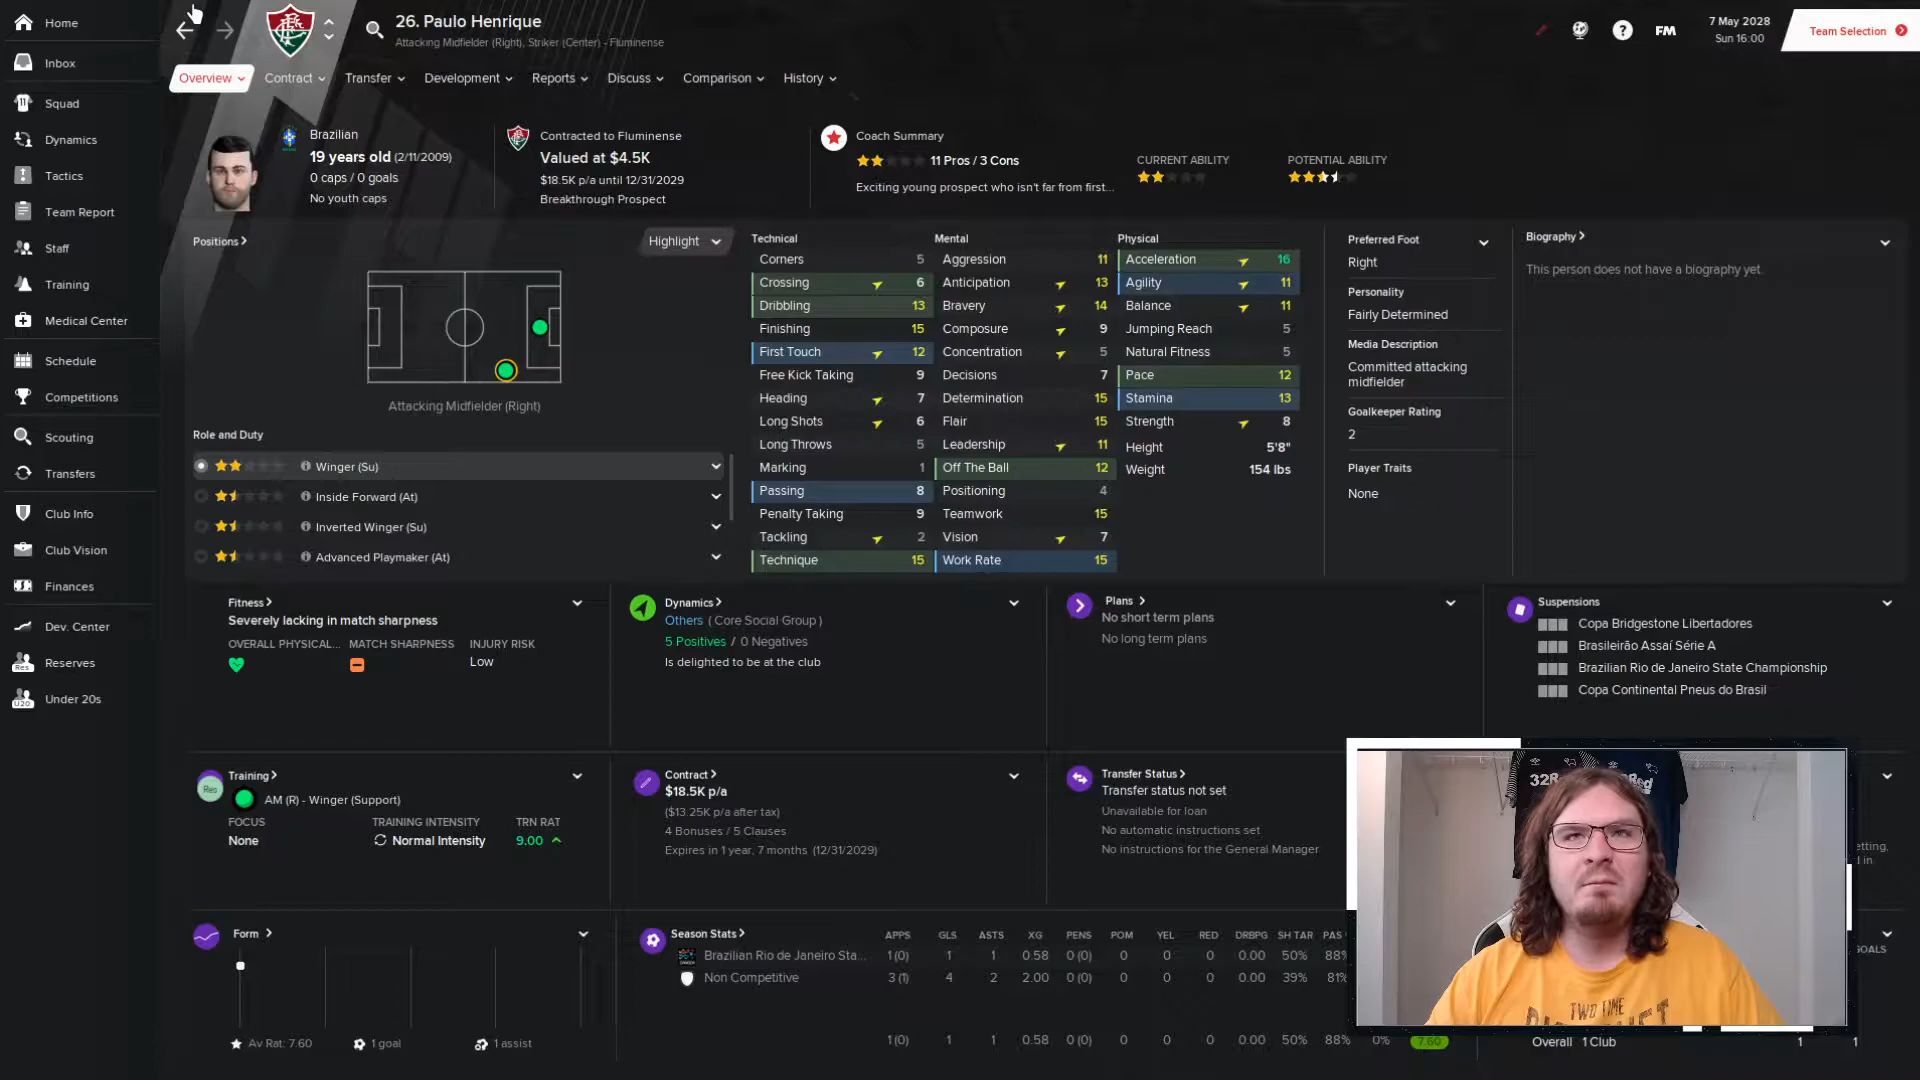 Home
Inbox
Squad
Dynamics
Tactics
Team Report
Staff
Training
Medical Center
Schedule
Competitions
Scouting
Transfers
Club Info
Club Vision
Finances
Dev. Center
Reserves
Under 20s
26. Paulo Henrique
Attacking Midfielder (Right), Striker (Center) - Fluminense
FM
7 May 2028
Sun 16:00
Team Selection
Overview Contract Transfer Development Reports Discuss Comparison History
Brazilian
19 years old (2/11/2009)
0 caps / 0 goals
No youth caps
Contracted to Fluminense
Valued at $4.5K
$18.5K p/a until 12/31/2029
Breakthrough Prospect
Coach Summary
11 Pros / 3 Cons
Exciting young prospect who isn't far from first...
CURRENT ABILITY
POTENTIAL ABILITY
Positions
Highlight
Attacking Midfielder (Right)
Role and Duty
Winger (Su)
Inside Forward (At)
Inverted Winger (Su)
Advanced Playmaker (At)
Technical
Corners 5
Crossing 6
Dribbling 13
Finishing 15
First Touch 12
Free Kick Taking 9
Heading 7
Long Shots 6
Long Throws 5
Marking 1
Passing 8
Penalty Taking 9
Tackling 2
Technique 15
Mental
Aggression 11
Anticipation 13
Bravery 14
Composure 9
Concentration 5
Decisions 7
Determination 15
Flair 15
Leadership 11
Off The Ball 12
Positioning 4
Teamwork 15
Vision 7
Work Rate 15
Physical
Acceleration 16
Agility 11
Balance 11
Jumping Reach 5
Natural Fitness 5
Pace 12
Stamina 13
Strength 8
Height 5'8"
Weight 154 lbs
Preferred Foot
Right
Personality
Fairly Determined
Media Description
Committed attacking
midfielder
Goalkeeper Rating
2
Player Traits
None
Biography
This person does not have a biography yet.
Fitness
Severely lacking in match sharpness
OVERALL PHYSICAL... MATCH SHARPNESS INJURY RISK
Low
Dynamics
Others ( Core Social Group )
5 Positives / 0 Negatives
Is delighted to be at the club
Plans
No short term plans
No long term plans
Suspensions
Copa Bridgestone Libertadores
Brasileirão Assaí Série A
Brazilian Rio de Janeiro State Championship
Copa Continental Pneus do Brasil
Training
Res
AM (R) - Winger (Support)
FOCUS TRAINING INTENSITY TRN RAT
None Normal Intensity 9.00
Contract
$18.5K p/a
($13.25K p/a after tax)
4 Bonuses / 5 Clauses
Expires in 1 year, 7 months (12/31/2029)
Transfer Status
Transfer status not set
Unavailable for loan
No automatic instructions set
No instructions for the General Manager
etting,
d in
Form
Av Rat: 7.60 1 goal 1 assist
Season Stats APPS GLS ASTS XG PENS POM YEL RED DRBPG SH TAR PAS
Brazilian Rio de Janeiro Sta... 1(0) 1 1 0.58 0 (0) 0 0 0 0.00 50% 88%
Non Competitive 3 (1) 4 2 2.00 0 (0) 0 0 0 0.00 39% 81%
1(0) 1 1 0.58 0 (0) 0 0 0 0.00 50% 88% 0% 7.60
GOALS
Overall 1 Club 1 1
32R
Red
TWO TIME